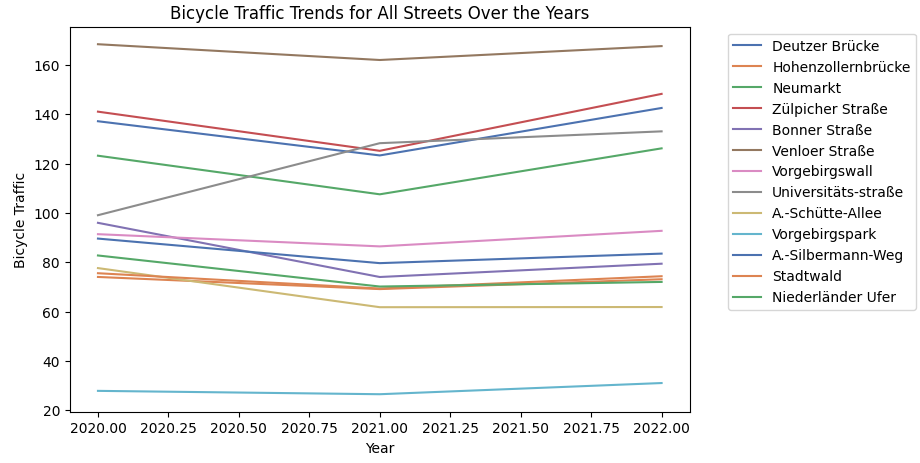 Bicycle Traffic Trends for All Streets Over the Years
Bicycle Traffic
160
140
120
100
80
60
40
20
2020.00 2020.25 2020.50 2020.75 2021.00 2021.25 2021.50 2021.75 2022.00
Year
Deutzer Brücke
Hohenzollernbrücke
Neumarkt
Zülpicher Straße
Bonner Straße
Venloer Straße
Vorgebirgswall
Universitäts-straße
A.-Schütte-Allee
Vorgebirgspark
A.-Silbermann-Weg
Stadtwald
Niederländer Ufer